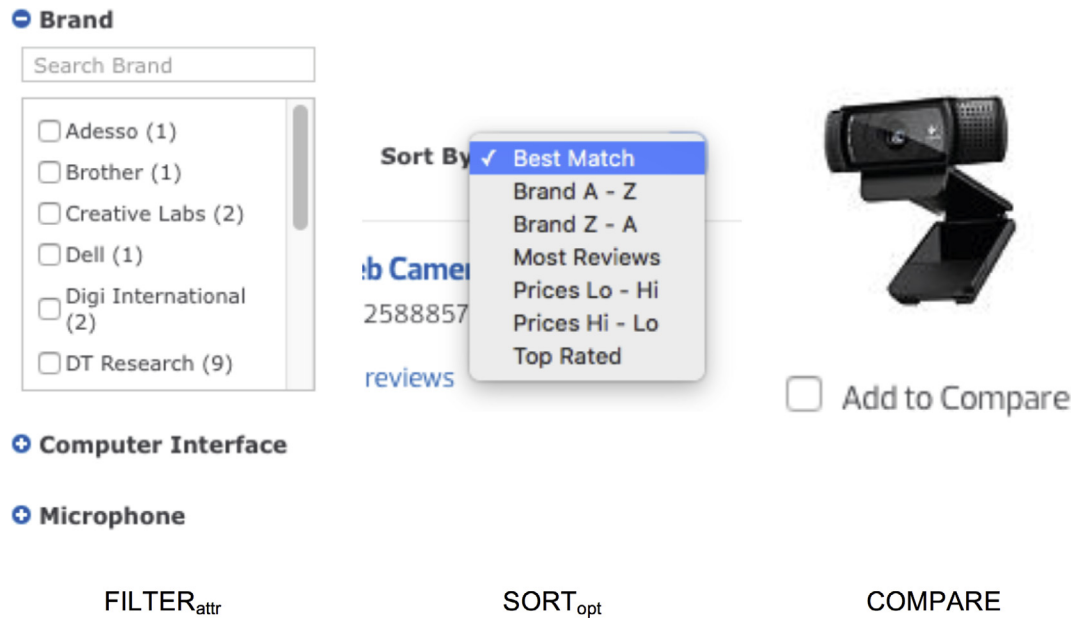 Brand
Search Brand
Adesso (1)
Brother (1)
Creative Labs (2)
Dell (1)
Digi International
(2)
DT Research (9)
Computer Interface
Microphone
FILTERattr
Sort By
✓ Best Match
Brand A - Z
Brand Z - A
Most Reviews
Prices Lo - Hi
Prices Hi - Lo
Top Rated
eb Camer
2588857
reviews
SORTopt
Add to Compare
COMPARE